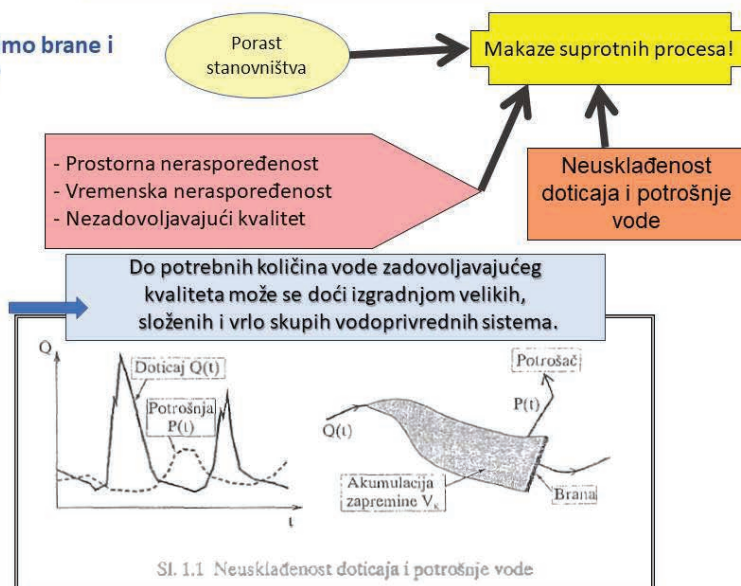 mo brane i
Porast
stanovništva
Makaze suprotnih procesa!
- Prostorna neraspoređenost
- Vremenska neraspoređenost
- Nezadovoljavajući kvalitet
Neusklađenost
doticaja i potrošnje
vode
Do potrebnih količina vode zadovoljavajućeg
kvaliteta može se doći izgradnjom velikih,
složenih i vrlo skupih vodoprivrednih sistema.
Q
Doticaj Q(t)
Potrošnja
P(t)
t
Potrošač
P(t)
Q(t)
Akumulacija
zapremine Vₖ
Brana
Sl. 1.1 Neusklađenost doticaja i potrošnje vode